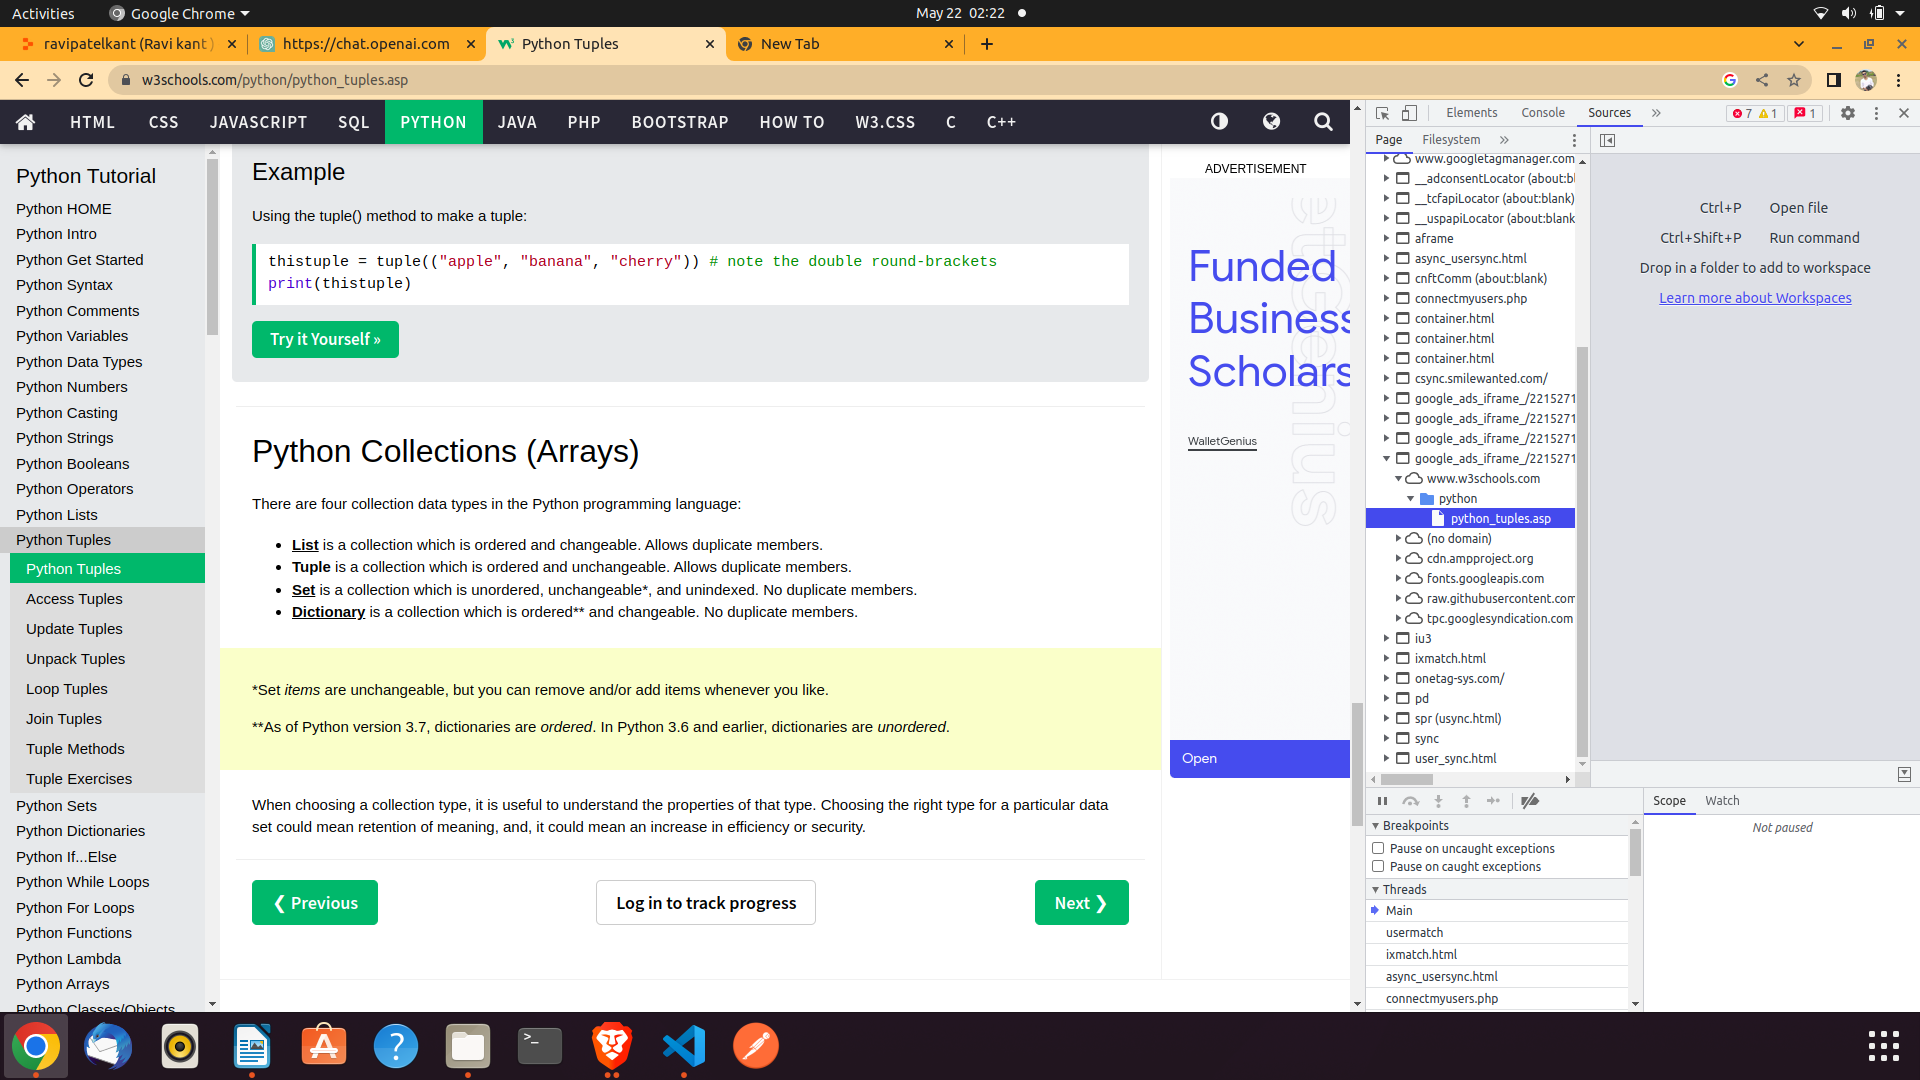 Activities
Google Chrome
May 22 02:22
ravipatelkant (Ravi kant )
https://chat.openai.com
Python Tuples
New Tab
w3schools.com/python/python_tuples.asp
HTML
CSS
JAVASCRIPT
SQL
PYTHON
JAVA
PHP
BOOTSTRAP
HOW TO
W3.CSS
C
C++
Python Tutorial
Python HOME
Python Intro
Python Get Started
Python Syntax
Python Comments
Python Variables
Python Data Types
Python Numbers
Python Casting
Python Strings
Python Booleans
Python Operators
Python Lists
Python Tuples
Python Tuples
Access Tuples
Update Tuples
Unpack Tuples
Loop Tuples
Join Tuples
Tuple Methods
Tuple Exercises
Python Sets
Python Dictionaries
Python If...Else
Python While Loops
Python For Loops
Python Functions
Python Lambda
Python Arrays
Python Classes/Objects
Example
Using the tuple() method to make a tuple:
thistuple = tuple(("apple", "banana", "cherry")) # note the double round-brackets
print(thistuple)
Try it Yourself »
Python Collections (Arrays)
There are four collection data types in the Python programming language:
• List is a collection which is ordered and changeable. Allows duplicate members.
• Tuple is a collection which is ordered and unchangeable. Allows duplicate members.
• Set is a collection which is unordered, unchangeable*, and unindexed. No duplicate members.
• Dictionary is a collection which is ordered** and changeable. No duplicate members.
*Set items are unchangeable, but you can remove and/or add items whenever you like.
**As of Python version 3.7, dictionaries are ordered. In Python 3.6 and earlier, dictionaries are unordered.
When choosing a collection type, it is useful to understand the properties of that type. Choosing the right type for a particular data
set could mean retention of meaning, and, it could mean an increase in efficiency or security.
❮ Previous
Log in to track progress
Next ❯
ADVERTISEMENT
etGenius
Funded
Business
Scholars
WalletGenius
Open
Elements
Console
Sources
»
7
1
1
Page
Filesystem
»
www.googletagmanager.com
__adconsentLocator (about:bl
__tcfapiLocator (about:blank)
__uspapiLocator (about:blank
aframe
async_usersync.html
cnftComm (about:blank)
connectmyusers.php
container.html
container.html
container.html
csync.smilewanted.com/
google_ads_iframe_/2215271
google_ads_iframe_/2215271
google_ads_iframe_/2215271
google_ads_iframe_/2215271
www.w3schools.com
python
python_tuples.asp
(no domain)
cdn.ampproject.org
fonts.googleapis.com
raw.githubusercontent.com
tpc.googlesyndication.com
iu3
ixmatch.html
onetag-sys.com/
pd
spr (usync.html)
sync
user_sync.html
Ctrl+P Open file
Ctrl+Shift+P Run command
Drop in a folder to add to workspace
Learn more about Workspaces
Scope
Watch
Not paused
Breakpoints
Pause on uncaught exceptions
Pause on caught exceptions
Threads
Main
usermatch
ixmatch.html
async_usersync.html
connectmyusers.php